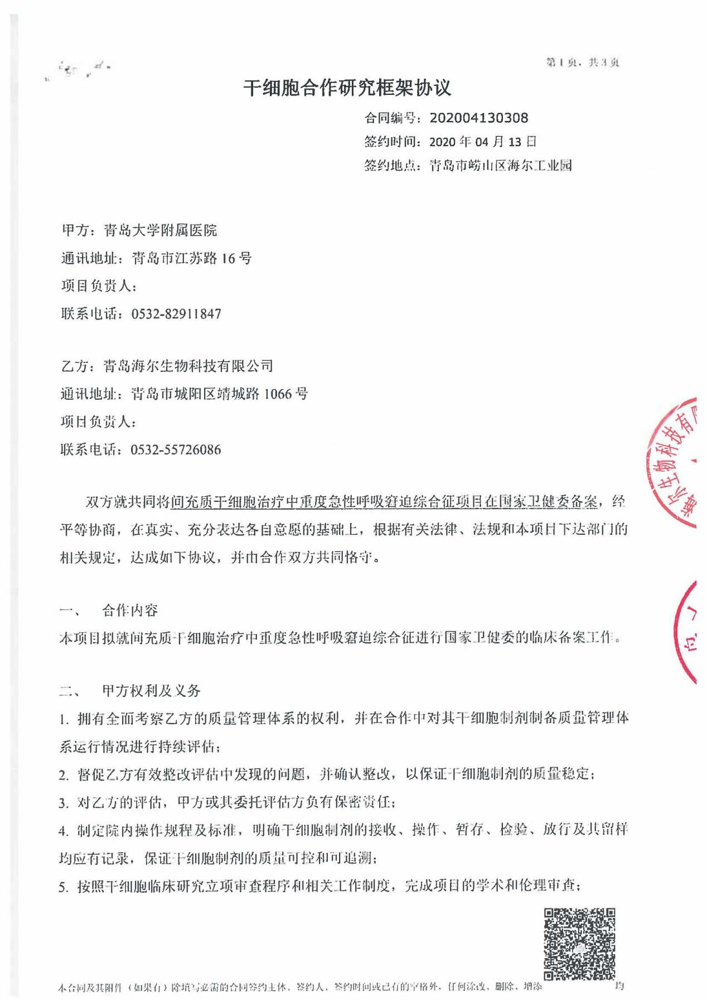 第1页，共3页
干细胞合作研究框架协议
合同编号：202004130308
签约时间：2020 年 04 月 13 日
签约地点：青岛市崂山区海尔工业园
甲方：青岛大学附属医院
通讯地址：青岛市江苏路 16 号
项目负责人：
联系电话：0532-82911847
乙方：青岛海尔生物科技有限公司
通讯地址：青岛市城阳区靖城路 1066 号
项目负责人：
联系电话：0532-55726086
双方就共同将间充质干细胞治疗中重度急性呼吸窘迫综合征项目在国家卫健委备案，经
平等协商，在真实、充分表达各自意愿的基础上，根据有关法律、法规和本项目下达部门的
相关规定，达成如下协议，并由合作双方共同恪守。
海尔生物科技有限
一、 合作内容
本项目拟就间充质干细胞治疗中重度急性呼吸窘迫综合征进行国家卫健委的临床备案工作。
二、 甲方权利及义务
1. 拥有全面考察乙方的质量管理体系的权利，并在合作中对其干细胞制剂制备质量管理体
系运行情况进行持续评估；
2. 督促乙方有效整改评估中发现的问题，并确认整改，以保证干细胞制剂的质量稳定；
3. 对乙方的评估，甲方或其委托评估方负有保密责任；
4. 制定院内操作规程及标准，明确干细胞制剂的接收、操作、暂存、检验、放行及其留样
均应有记录，保证干细胞制剂的质量可控和可追溯；
5. 按照干细胞临床研究立项审查程序和相关工作制度，完成项目的学术和伦理审查；
本合同及其附件（如果有）除填写必需的合同签约主体、签约人、签约时间或已有的空格外，任何涂改、删除、增添 均